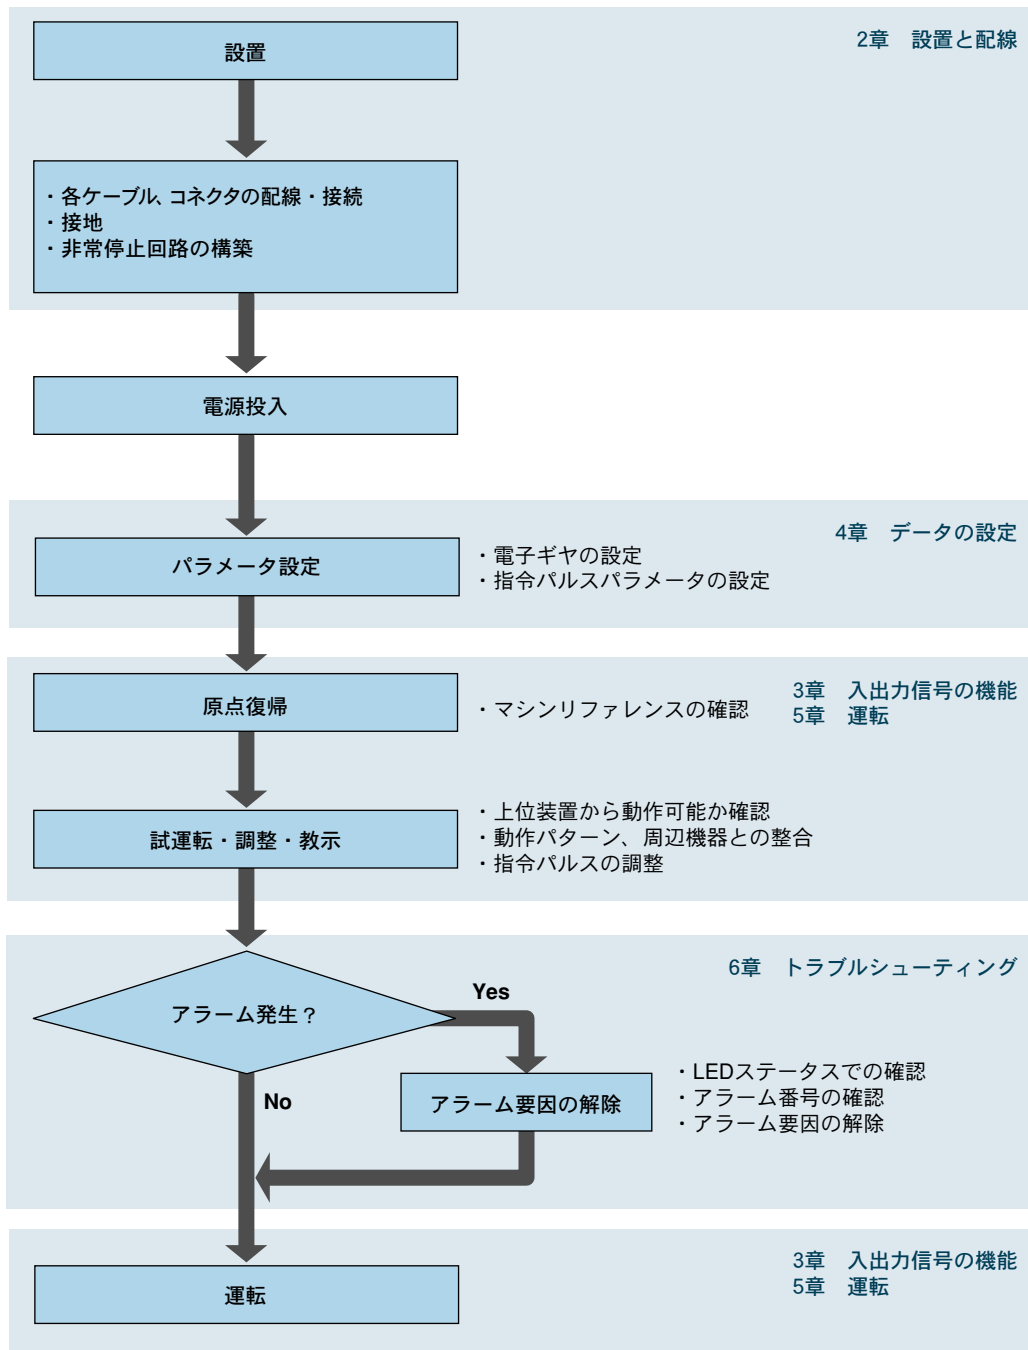 2章　設置と配線
設置
・各ケーブル、コネクタの配線・接続
・接地
・非常停止回路の構築
電源投入
4章　データの設定
パラメータ設定
・電子ギヤの設定
・指令パルスパラメータの設定
3章　入出力信号の機能
5章　運転
原点復帰
・マシンリファレンスの確認
試運転・調整・教示
・上位装置から動作可能か確認
・動作パターン、周辺機器との整合
・指令パルスの調整
6章　トラブルシューティング
アラーム発生？
Yes
No
アラーム要因の解除
・LEDステータスでの確認
・アラーム番号の確認
・アラーム要因の解除
3章　入出力信号の機能
5章　運転
運転